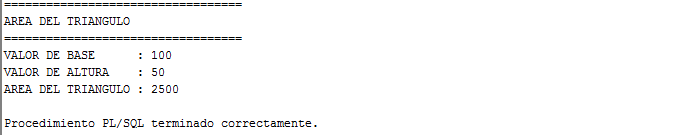 ==================================
AREA DEL TRIANGULO
==================================
VALOR DE BASE      : 100
VALOR DE ALTURA    : 50
AREA DEL TRIANGULO : 2500
Procedimiento PL/SQL terminado correctamente.